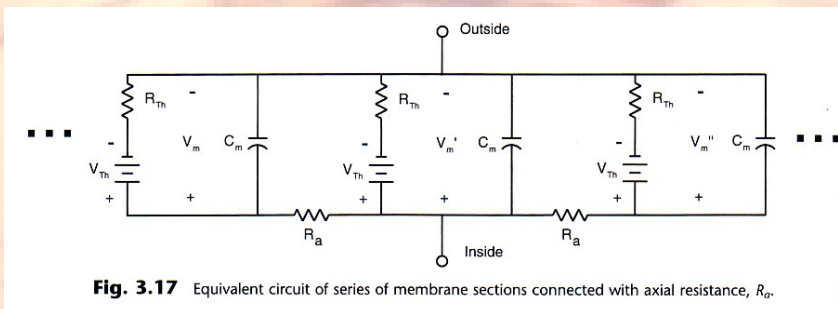 Outside
R_Th - R_Th - R_Th -
- V_m C_m - V_m' C_m - V_m" C_m
V_Th V_Th V_Th
+ + + + + +
R_a R_a
Inside
Fig. 3.17 Equivalent circuit of series of membrane sections connected with axial resistance, R_a.